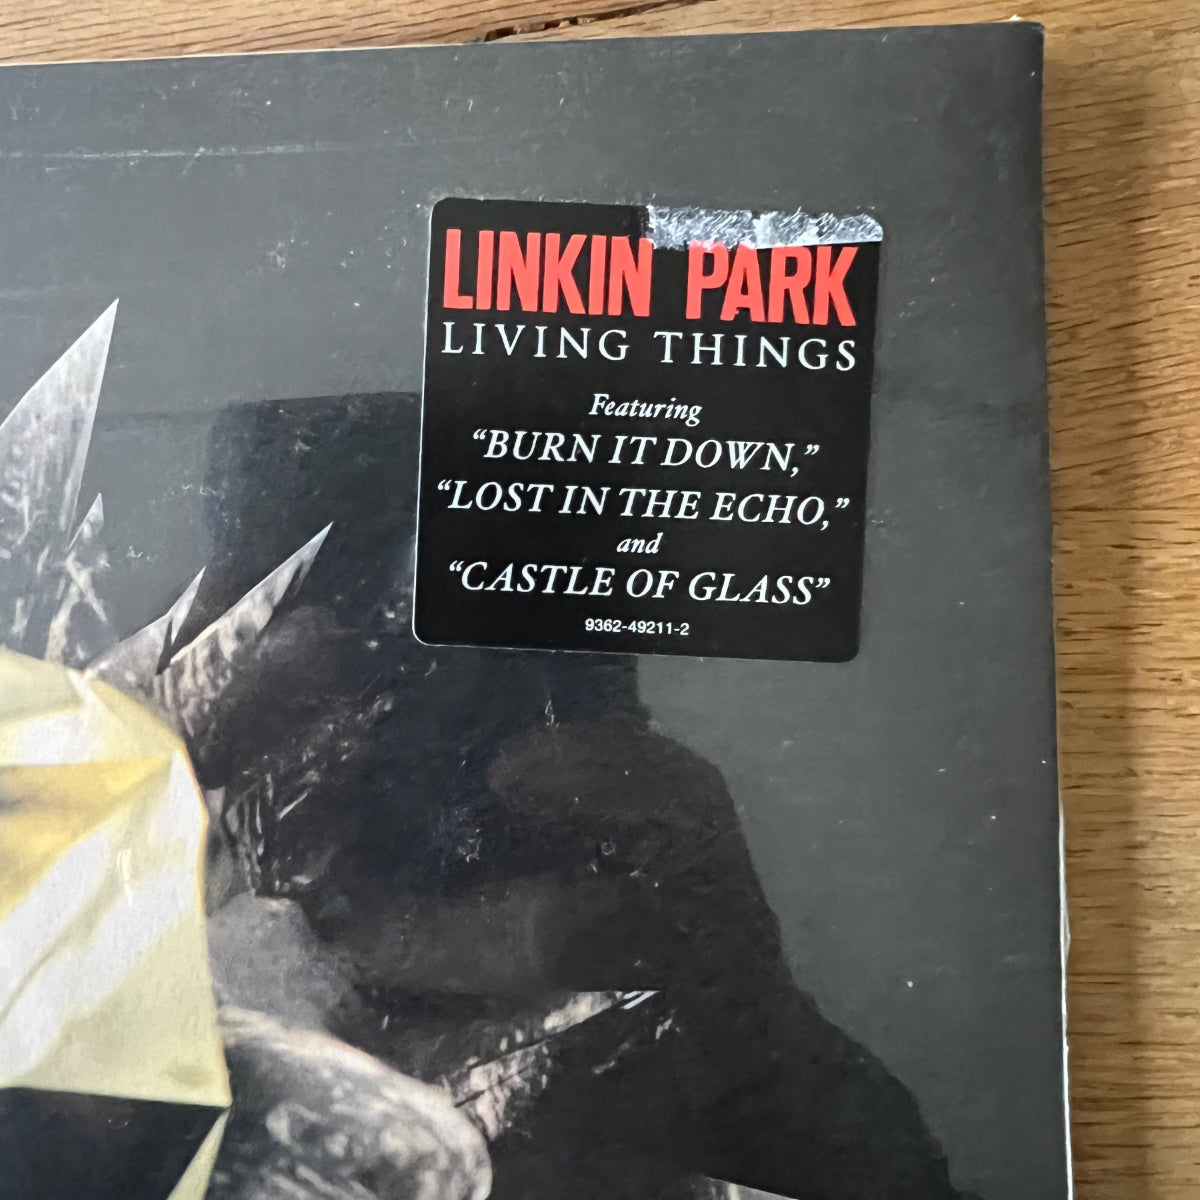 LINKIN PARK
LIVING THINGS
Featuring
“BURN IT DOWN,”
“LOST IN THE ECHO,”
and
“CASTLE OF GLASS”
9362-49211-2